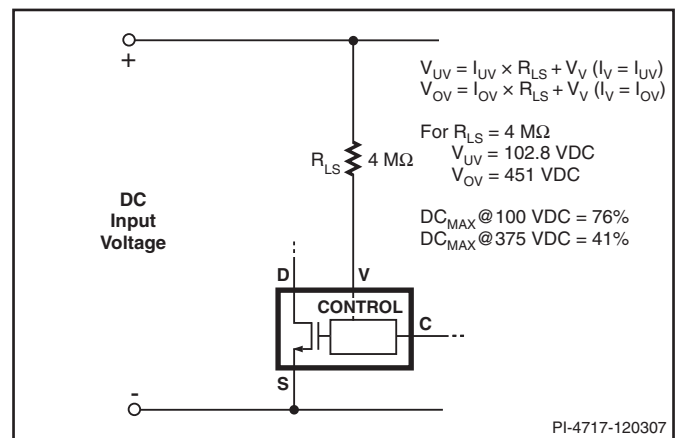 +
V_UV = I_UV × R_LS + V_V (I_V = I_UV)
V_OV = I_OV × R_LS + V_V (I_V = I_OV)
For R_LS = 4 MΩ
V_UV = 102.8 VDC
V_OV = 451 VDC
DC_MAX@100 VDC = 76%
DC_MAX@375 VDC = 41%
R_LS 4 MΩ
DC
Input
Voltage
D V
CONTROL
C
S
-
PI-4717-120307